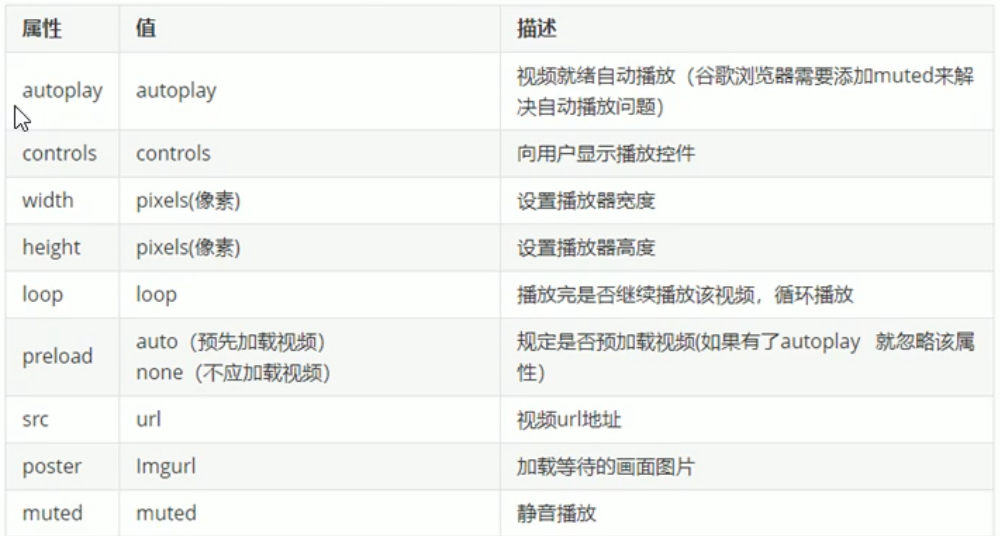 属性 值 描述
autoplay autoplay 视频就绪自动播放（谷歌浏览器需要添加muted来解
决自动播放问题）
controls controls 向用户显示播放控件
width pixels(像素) 设置播放器宽度
height pixels(像素) 设置播放器高度
loop loop 播放完是否继续播放该视频，循环播放
preload auto（预先加载视频） 规定是否预加载视频(如果有了autoplay 就忽略该属
none（不应加载视频） 性）
src url 视频url地址
poster Imgurl 加载等待的画面图片
muted muted 静音播放